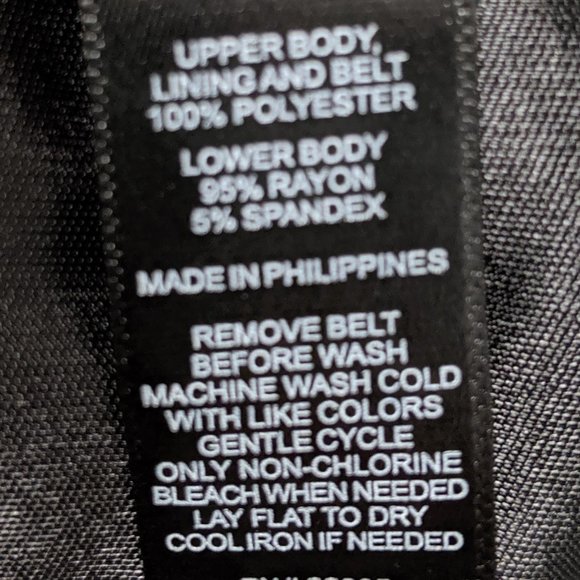 UPPER BODY,
LINING AND BELT
100% POLYESTER
LOWER BODY
95% RAYON
5% SPANDEX
MADE IN PHILIPPINES
REMOVE BELT
BEFORE WASH
MACHINE WASH COLD
WITH LIKE COLORS
GENTLE CYCLE
ONLY NON-CHLORINE
BLEACH WHEN NEEDED
LAY FLAT TO DRY
COOL IRON IF NEEDED